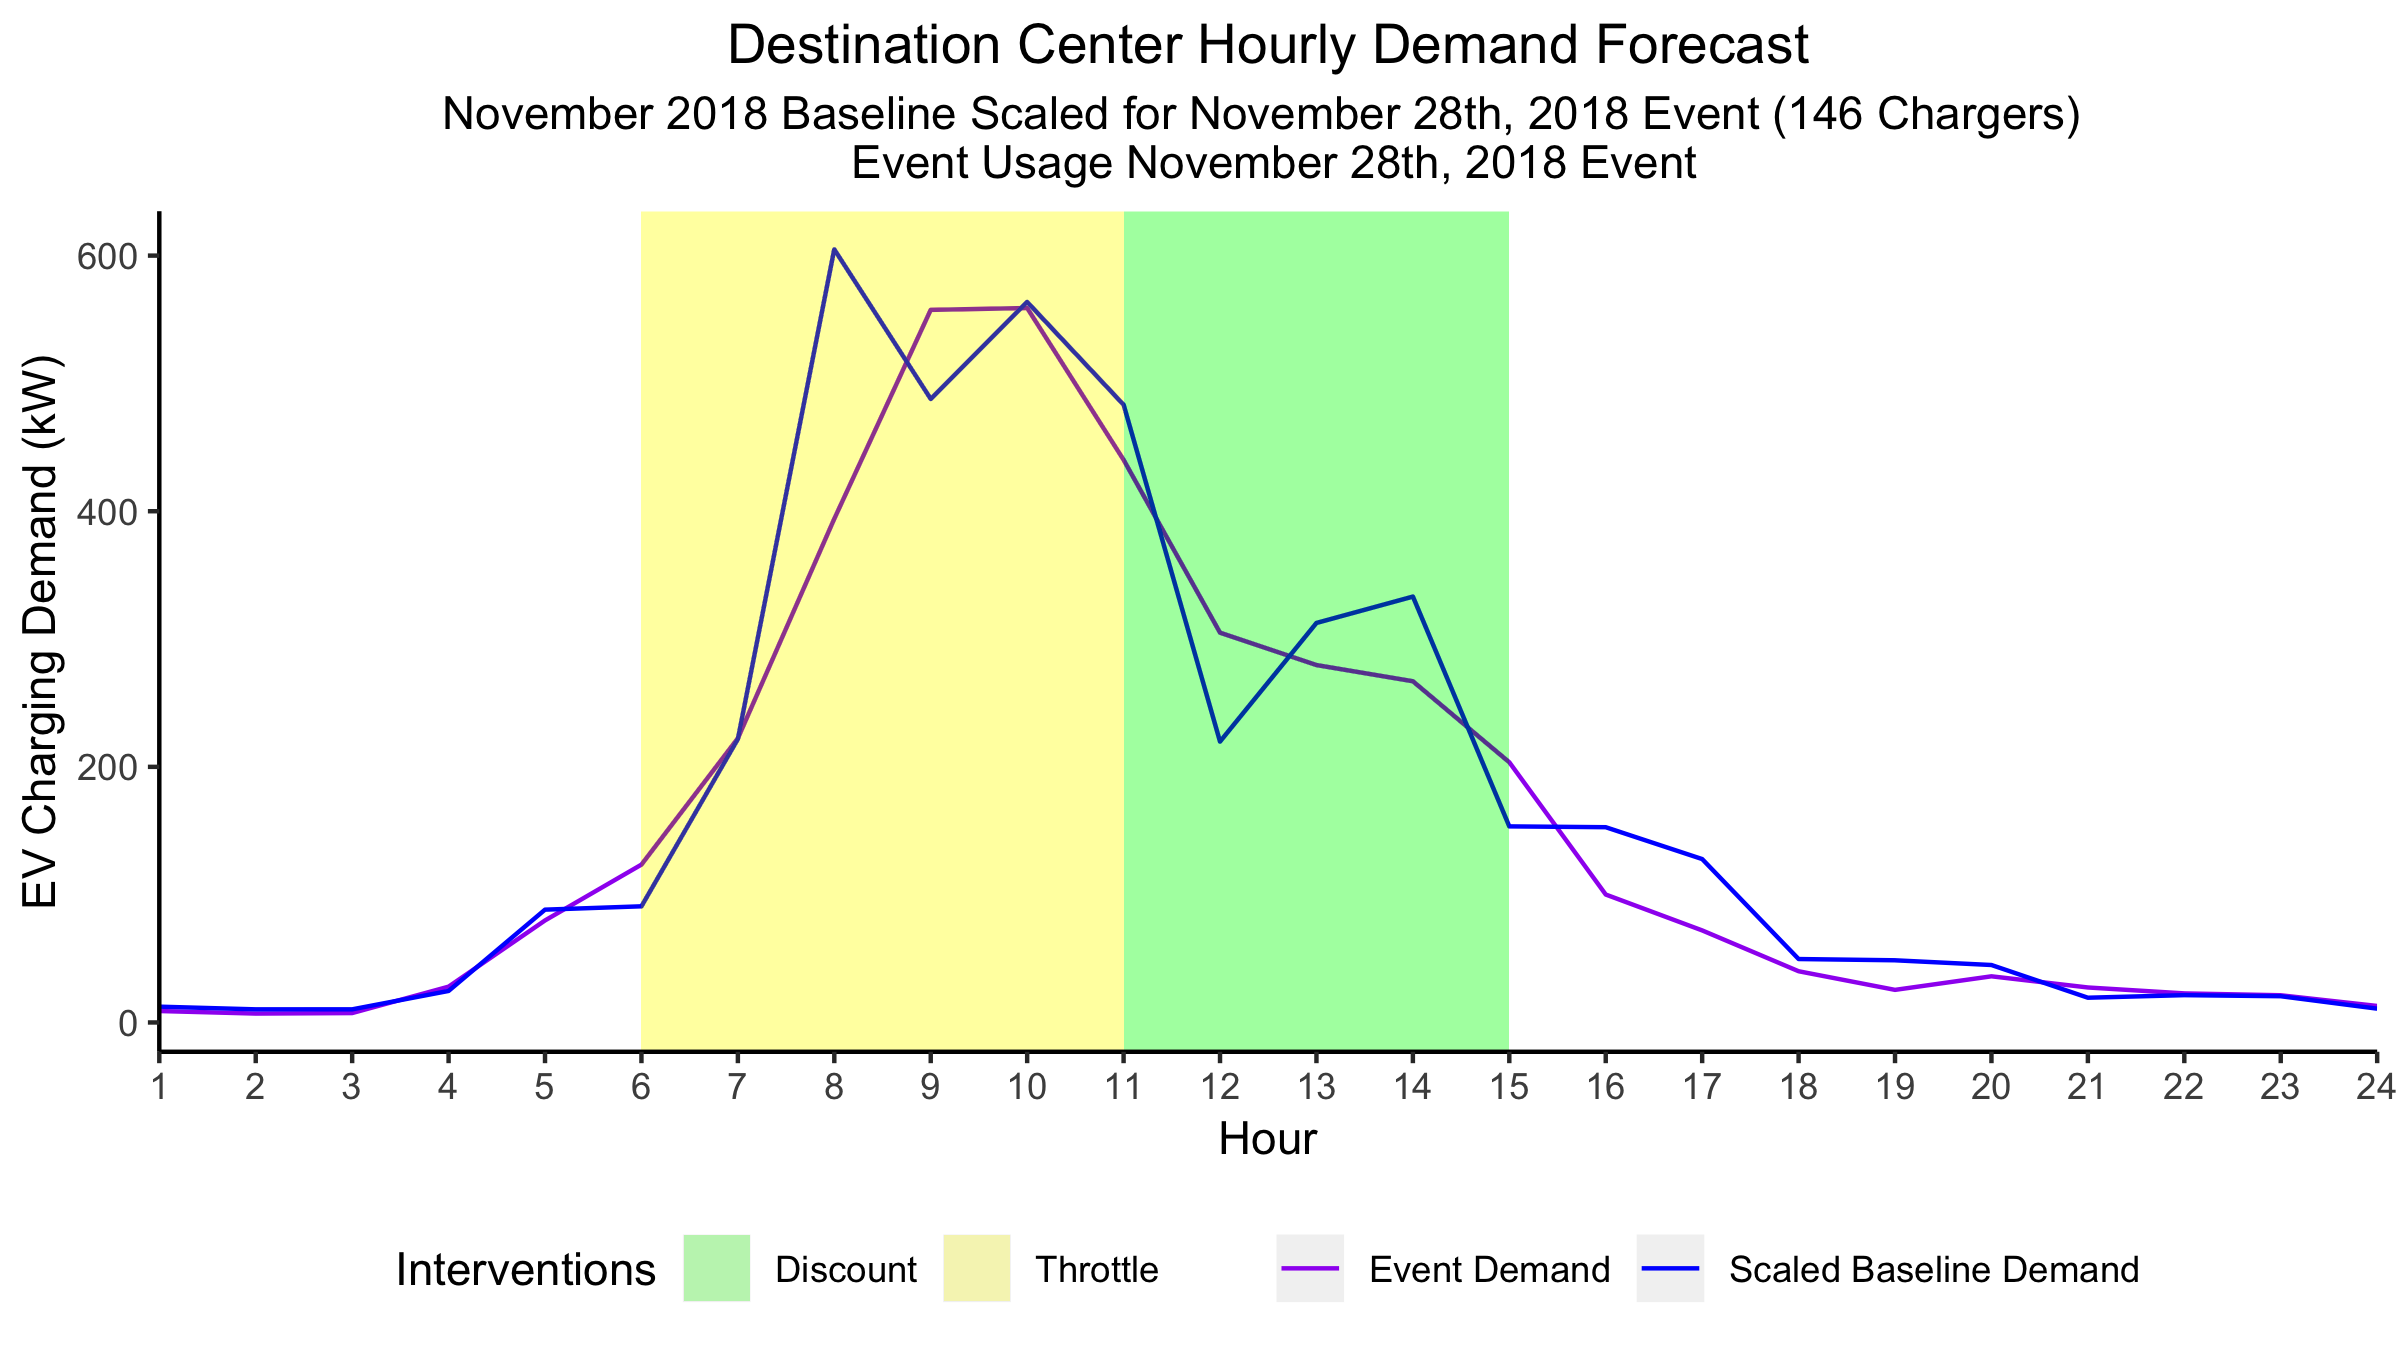 Destination Center Hourly Demand Forecast
November 2018 Baseline Scaled for November 28th, 2018 Event (146 Chargers)
Event Usage November 28th, 2018 Event
EV Charging Demand (kW)
600
400
200
0
1 2 3 4 5 6 7 8 9 10 11 12 13 14 15 16 17 18 19 20 21 22 23 24
Hour
Interventions Discount Throttle Event Demand Scaled Baseline Demand